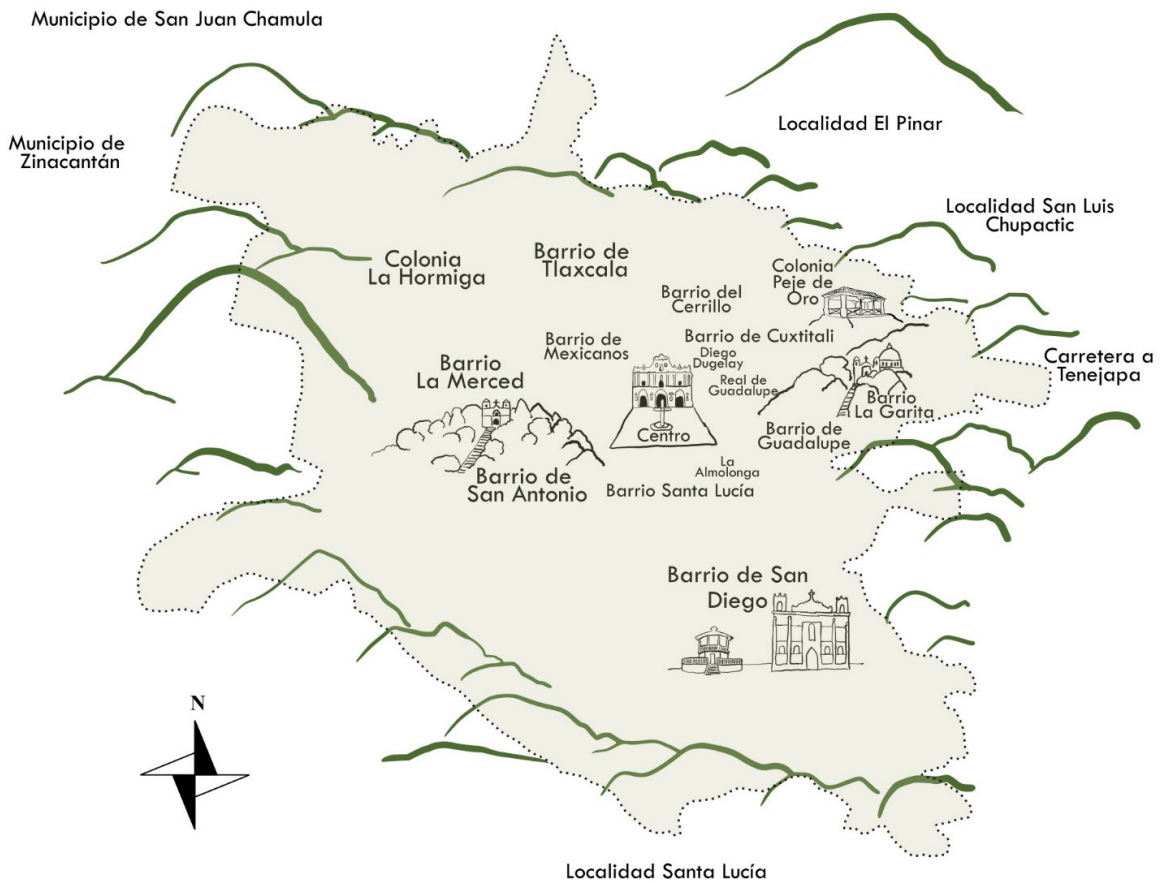 Municipio de San Juan Chamula
Localidad El Pinar
Municipio de
Zinacantán
Localidad San Luis
Chupactic
Colonia
La Hormiga
Barrio de
Tlaxcala
Colonia
Peje de
Oro
Barrio del
Cerrillo
Barrio de
Mexicanos
Barrio de Cuxtitali
Diego
Dugelay
Real de
Guadalupe
Barrio
La Merced
Carretera a
Tenejapa
Barrio
La Garita
Barrio de
Guadalupe
Centro
La
Almolonga
Barrio de
San Antonio
Barrio Santa Lucía
Barrio de San
Diego
N
Localidad Santa Lucía